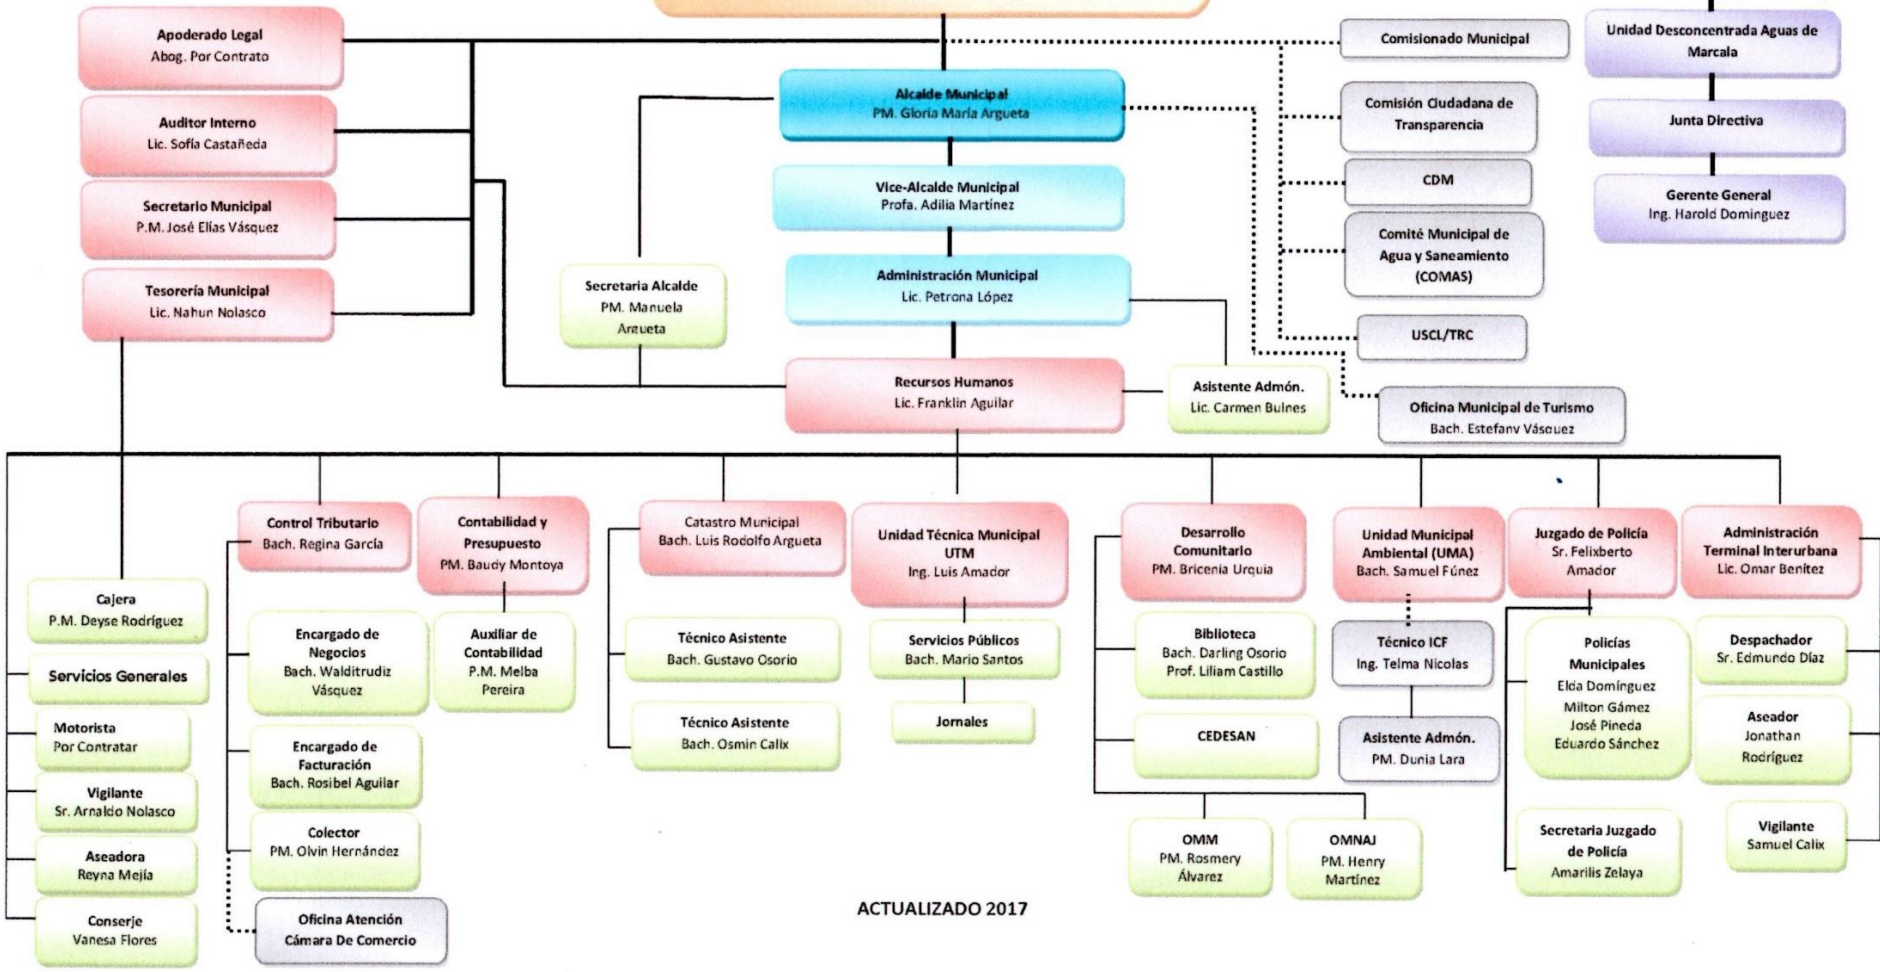 Apoderado Legal
Abog. Por Contrato
Auditor Interno
Lic. Sofía Castañeda
Secretario Municipal
P.M. José Elías Vásquez
Tesorería Municipal
Lic. Nahun Nolasco
Alcalde Municipal
PM. Gloria María Argueta
Vice-Alcalde Municipal
Profa. Adilia Martínez
Administración Municipal
Lic. Petrona López
Secretaria Alcalde
PM. Manuela
Argueta
Recursos Humanos
Lic. Franklin Aguilar
Asistente Admón.
Lic. Carmen Bulnes
Comisionado Municipal
Comisión Ciudadana de
Transparencia
CDM
Comité Municipal de
Agua y Saneamiento
(COMAS)
USCL/TRC
Oficina Municipal de Turismo
Bach. Estefany Vásquez
Unidad Desconcentrada Aguas de
Marcala
Junta Directiva
Gerente General
Ing. Harold Dominguez
Cajera
P.M. Deyse Rodríguez
Servicios Generales
Motorista
Por Contratar
Vigilante
Sr. Arnaldo Nolasco
Aseadora
Reyna Mejía
Conserje
Vanesa Flores
Control Tributario
Bach. Regina García
Encargado de
Negocios
Bach. Walditrudiz
Vásquez
Encargado de
Facturación
Bach. Rosibel Aguilar
Colector
PM. Olvin Hernández
Oficina Atención
Cámara De Comercio
Contabilidad y
Presupuesto
PM. Baudy Montoya
Auxiliar de
Contabilidad
P.M. Melba
Pereira
Catastro Municipal
Bach. Luis Rodolfo Argueta
Técnico Asistente
Bach. Gustavo Osorio
Técnico Asistente
Bach. Osmin Calix
Unidad Técnica Municipal
UTM
Ing. Luis Amador
Servicios Públicos
Bach. Mario Santos
Jornales
Desarrollo
Comunitario
PM. Bricenia Urquia
Biblioteca
Bach. Darling Osorio
Prof. Liliam Castillo
CEDESAN
OMM
PM. Rosmery
Álvarez
OMNAJ
PM. Henry
Martínez
Unidad Municipal
Ambiental (UMA)
Bach. Samuel Fúnez
Técnico ICF
Ing. Telma Nicolas
Asistente Admón.
PM. Dunia Lara
Juzgado de Policía
Sr. Felixberto
Amador
Policías
Municipales
Elda Domínguez
Milton Gámez
José Pineda
Eduardo Sánchez
Secretaria Juzgado
de Policía
Amarilis Zelaya
Administración
Terminal Interurbana
Lic. Omar Benítez
Despachador
Sr. Edmundo Díaz
Aseador
Jonathan
Rodríguez
Vigilante
Samuel Calix
ACTUALIZADO 2017